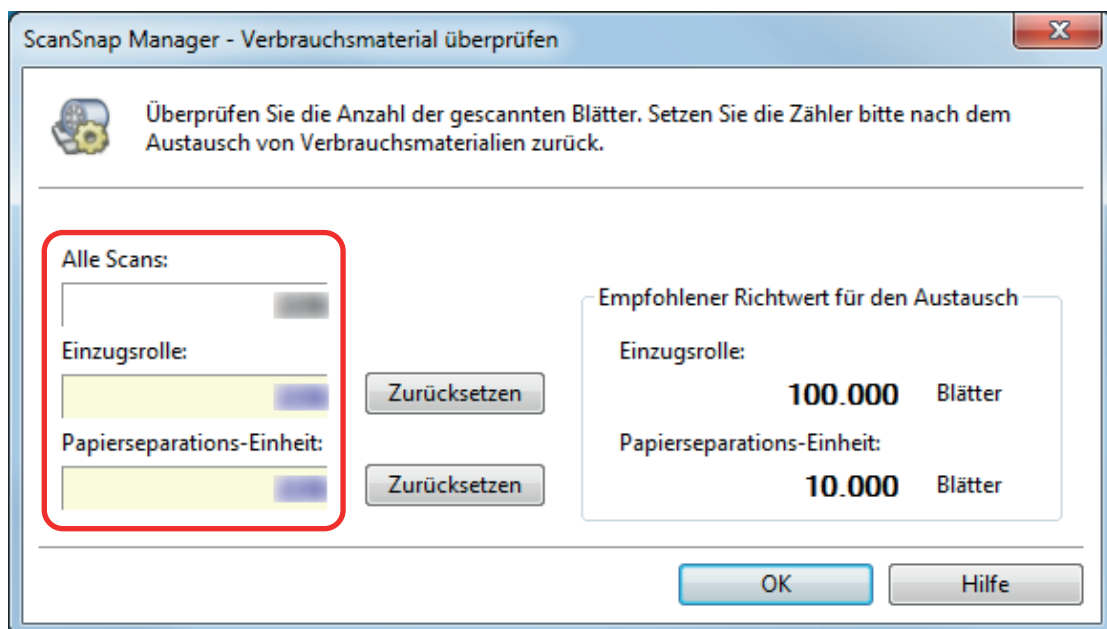 ScanSnap Manager - Verbrauchsmaterial überprüfen
Überprüfen Sie die Anzahl der gescannten Blätter. Setzen Sie die Zähler bitte nach dem
Austausch von Verbrauchsmaterialien zurück.
Alle Scans:
Empfohlener Richtwert für den Austausch
Einzugsrolle:
Einzugsrolle:
Zurücksetzen
100.000 Blätter
Papierseparations-Einheit:
Papierseparations-Einheit:
Zurücksetzen
10.000 Blätter
OK
Hilfe